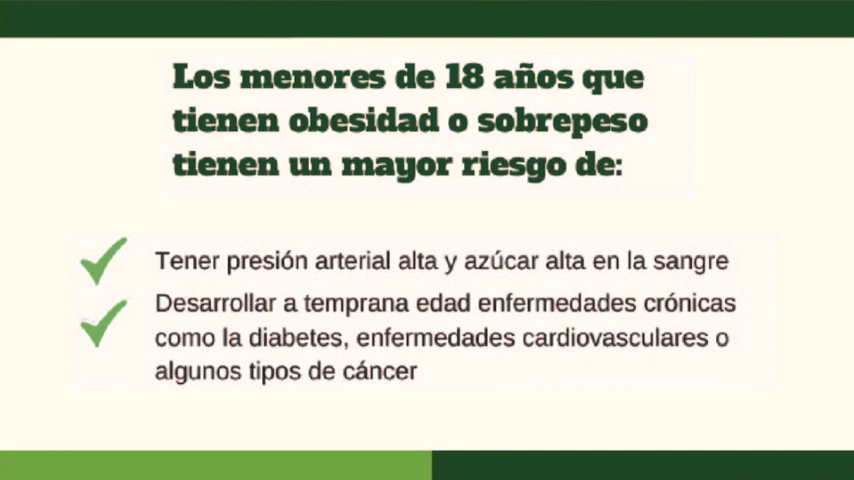 Los menores de 18 años que
tienen obesidad o sobrepeso
tienen un mayor riesgo de:
Tener presión arterial alta y azúcar alta en la sangre
Desarrollar a temprana edad enfermedades crónicas
como la diabetes, enfermedades cardiovasculares o
algunos tipos de cáncer